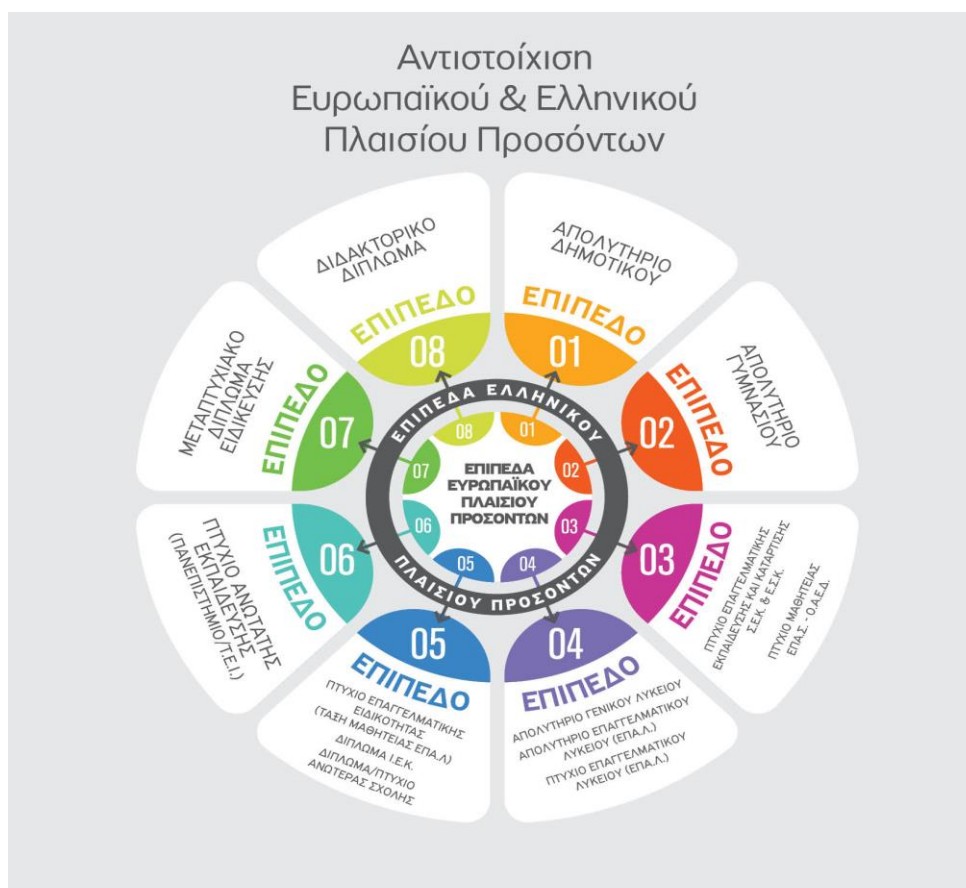 Αντιστοίχιση
Ευρωπαϊκού & Ελληνικού
Πλαισίου Προσόντων
ΑΠΟΛΥΤΗΡΙΟ
ΔΗΜΟΤΙΚΟΥ
ΕΠΙΠΕΔΟ
01
ΑΠΟΛΥΤΗΡΙΟ
ΓΥΜΝΑΣΙΟΥ
ΕΠΙΠΕΔΟ
02
ΠΤΥΧΙΟ ΕΠΑΓΓΕΛΜΑΤΙΚΗΣ
ΕΚΠΑΙΔΕΥΣΗΣ ΚΑΙ ΚΑΤΑΡΤΙΣΗΣ
Σ.Ε.Κ. & Ε.Σ.Κ.
ΠΤΥΧΙΟ ΜΑΘΗΤΕΙΑΣ
ΕΠΑ.Σ. - Ο.Α.Ε.Δ.
ΕΠΙΠΕΔΟ
03
04
ΕΠΙΠΕΔΟ
ΑΠΟΛΥΤΗΡΙΟ ΓΕΝΙΚΟΥ ΛΥΚΕΙΟΥ
ΑΠΟΛΥΤΗΡΙΟ ΕΠΑΓΓΕΛΜΑΤΙΚΟΥ
ΛΥΚΕΙΟΥ (ΕΠΑ.Λ.)
ΠΤΥΧΙΟ ΕΠΑΓΓΕΛΜΑΤΙΚΟΥ
ΛΥΚΕΙΟΥ (ΕΠΑ.Λ.)
05
ΕΠΙΠΕΔΟ
ΠΤΥΧΙΟ ΕΠΑΓΓΕΛΜΑΤΙΚΗΣ
ΕΙΔΙΚΟΤΗΤΑΣ
(ΤΑΞΗ ΜΑΘΗΤΕΙΑΣ ΕΠΑ.Λ)
ΔΙΠΛΩΜΑ Ι.Ε.Κ.
ΔΙΠΛΩΜΑ/ΠΤΥΧΙΟ
ΑΝΩΤΕΡΑΣ ΣΧΟΛΗΣ
06
ΕΠΙΠΕΔΟ
ΠΤΥΧΙΟ ΑΝΩΤΑΤΗΣ
ΕΚΠΑΙΔΕΥΣΗΣ
(ΠΑΝΕΠΙΣΤΗΜΙΟ/Τ.Ε.Ι.)
ΜΕΤΑΠΤΥΧΙΑΚΟ
ΔΙΠΛΩΜΑ
ΕΙΔΙΚΕΥΣΗΣ
ΕΠΙΠΕΔΟ
07
ΔΙΔΑΚΤΟΡΙΚΟ
ΔΙΠΛΩΜΑ
ΕΠΙΠΕΔΟ
08
ΕΠΙΠΕΔΑ ΕΛΛΗΝΙΚΟΥ
ΠΛΑΙΣΙΟΥ ΠΡΟΣΟΝΤΩΝ
01
02
03
04
05
06
07
08
ΕΠΙΠΕΔΑ
ΕΥΡΩΠΑΪΚΟΥ
ΠΛΑΙΣΙΟΥ
ΠΡΟΣΟΝΤΩΝ